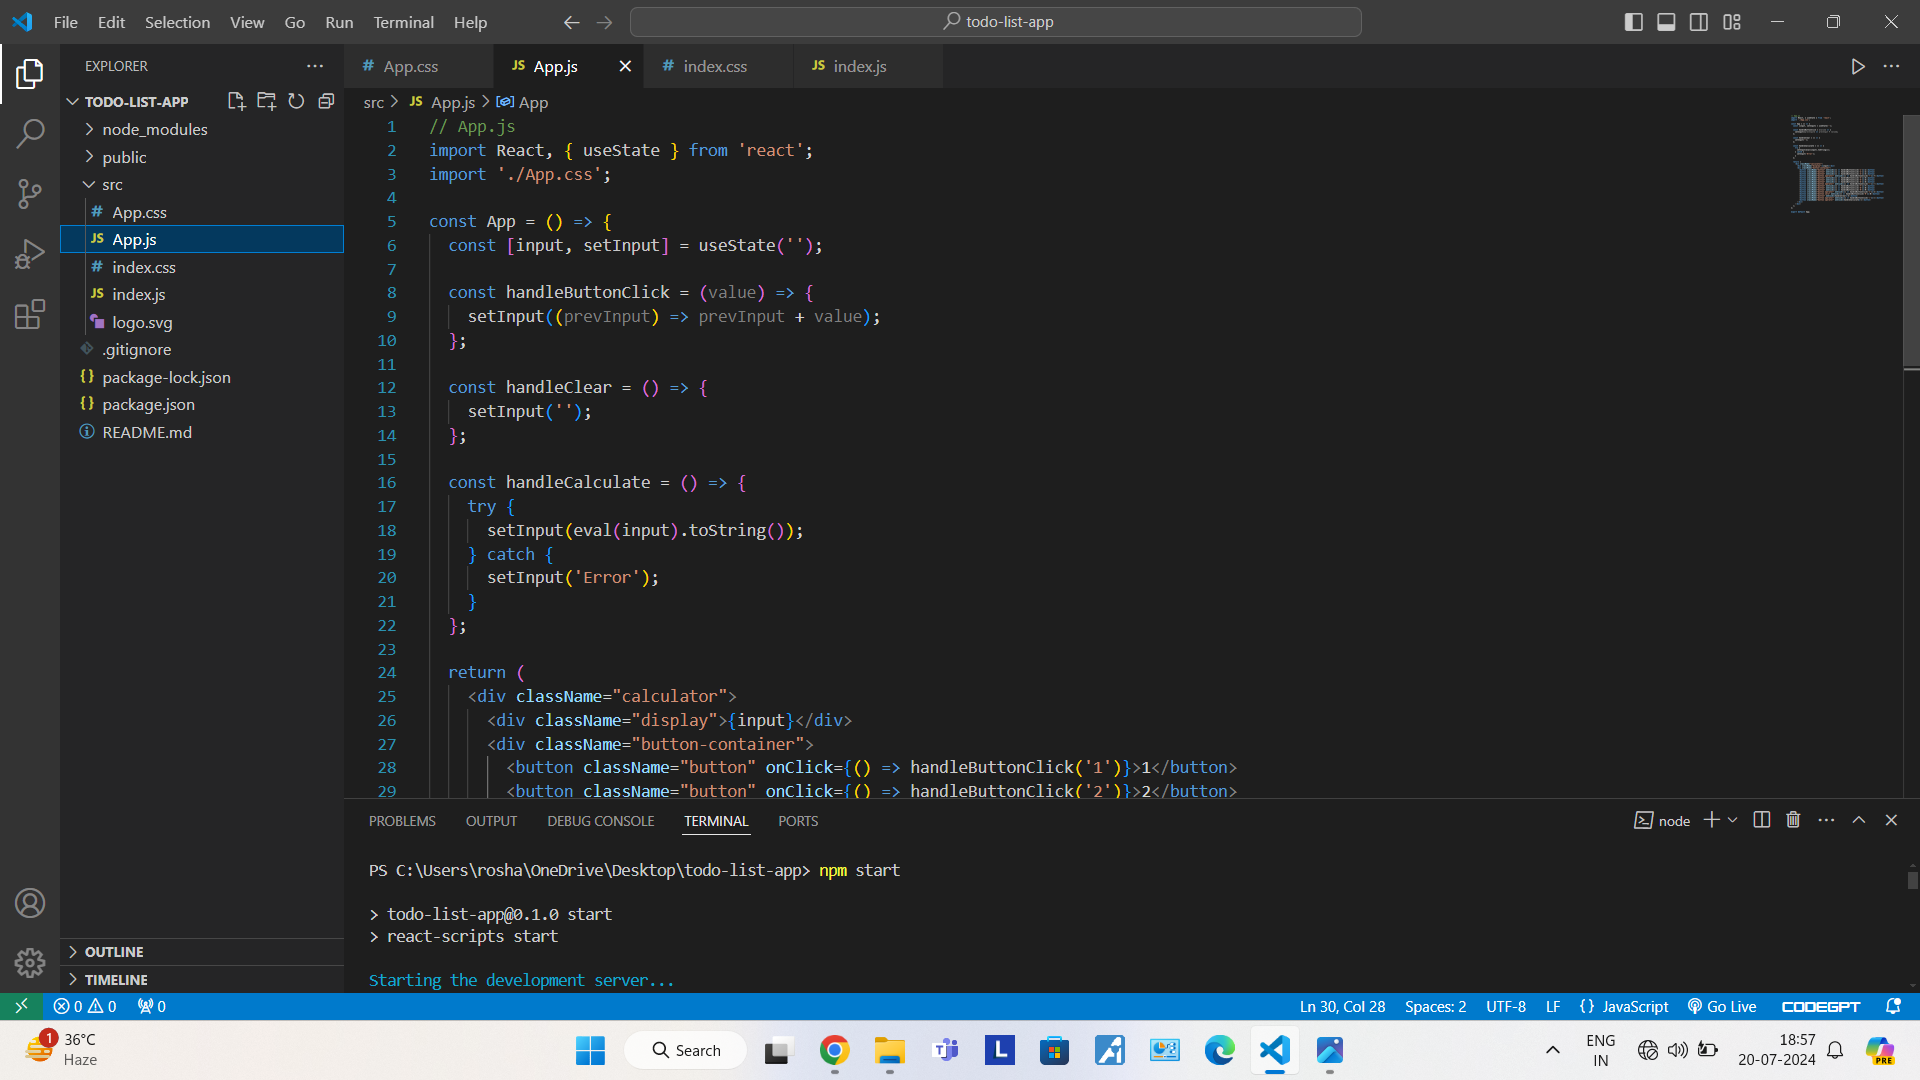 File Edit Selection View Go Run Terminal Help
todo-list-app
EXPLORER
TODO-LIST-APP
node_modules
public
src
# App.css
JS App.js
# index.css
JS index.js
logo.svg
.gitignore
{} package-lock.json
{} package.json
README.md
OUTLINE
TIMELINE
# App.css
JS App.js
# index.css
JS index.js
src > JS App.js > App
1 // App.js
2 import React, { useState } from 'react';
3 import './App.css';
4
5 const App = () => {
6 const [input, setInput] = useState('');
7
8 const handleButtonClick = (value) => {
9 setInput((prevInput) => prevInput + value);
10 };
11
12 const handleClear = () => {
13 setInput('');
14 };
15
16 const handleCalculate = () => {
17 try {
18 setInput(eval(input).toString());
19 } catch {
20 setInput('Error');
21 }
22 };
23
24 return (
25 <div className="calculator">
26 <div className="display">{input}</div>
27 <div className="button-container">
28 <button className="button" onClick={() => handleButtonClick('1')}>1</button>
29 <button className="button" onClick={() => handleButtonClick('2')}>2</button>
PROBLEMS OUTPUT DEBUG CONSOLE TERMINAL PORTS
node
PS C:\Users\rosha\OneDrive\Desktop\todo-list-app> npm start
> todo-list-app@0.1.0 start
> react-scripts start
Starting the development server...
0 0 0
Ln 30, Col 28 Spaces: 2 UTF-8 LF {} JavaScript Go Live CODEGPT
1
36°C
Haze
Search
L
PRE
ENG
IN
18:57
20-07-2024